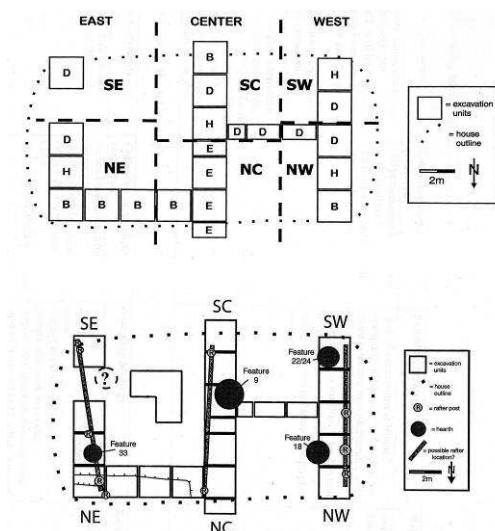 EAST CENTER WEST
B
D SE D SC SW H
H D
D E D D D
H NE E NC NW H
B B B B E B
E
= excavation units
= house outline
2m N
SE SC SW
?
R
Feature 9
Feature 22/24
Feature 33
Feature 18
R
R
R
R
R
R
R
NE NC NW
= excavation units
= house outline
R = rafter post
= hearth
= possible rafter location?
2m N